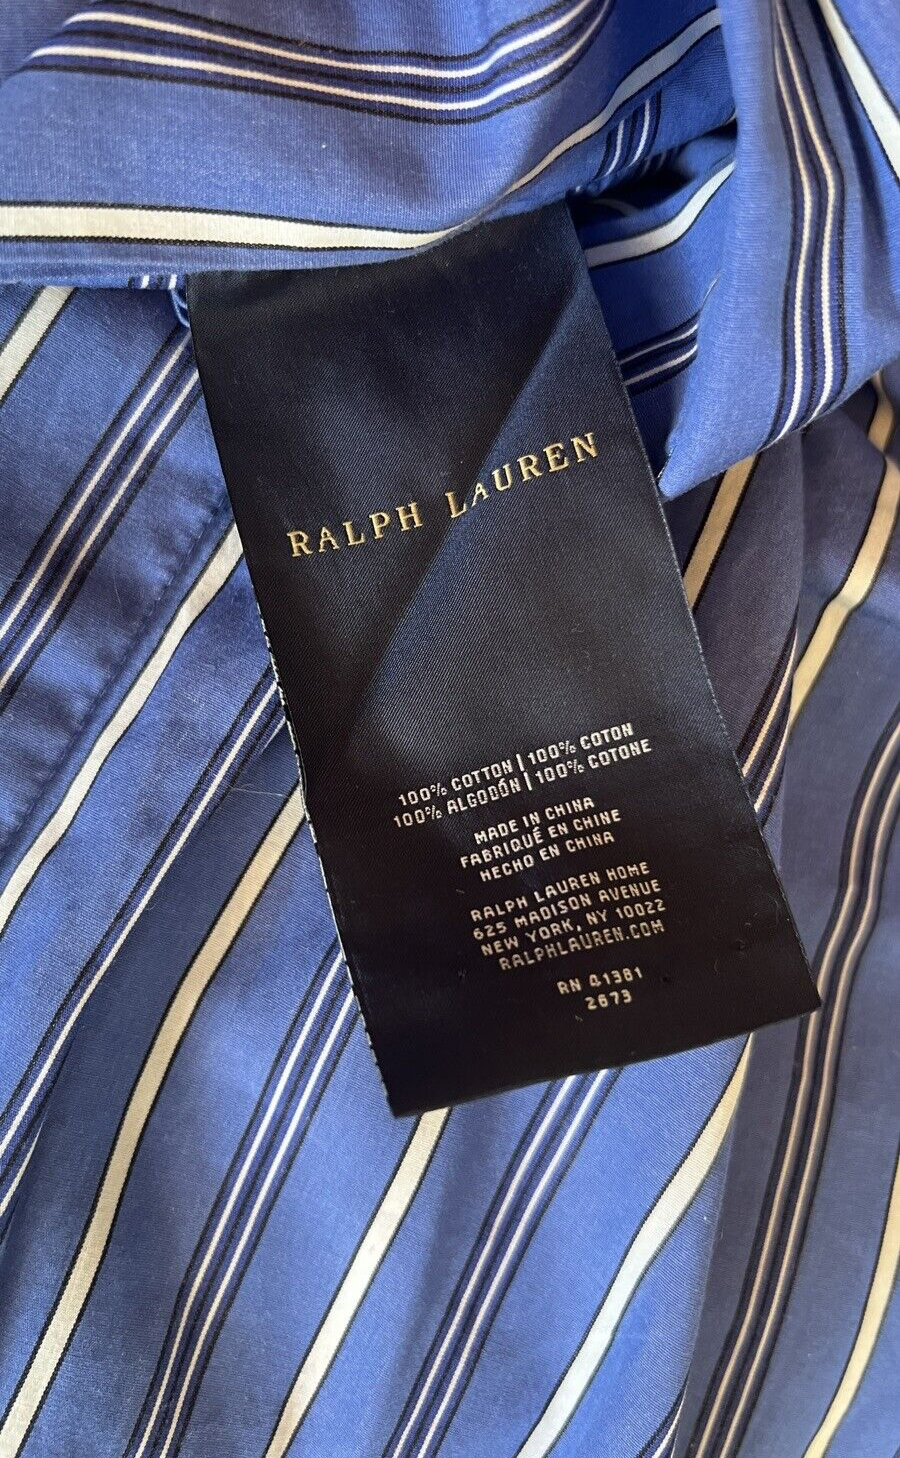 RALPH LAUREN
100% COTTON | 100% COTON
100% ALGODÓN | 100% COTONE
MADE IN CHINA
FABRIQUÉ EN CHINE
HECHO EN CHINA
RALPH LAUREN HOME
625 MADISON AVENUE
NEW YORK, NY 10022
RALPHLAUREN.COM
RN 41381
2673